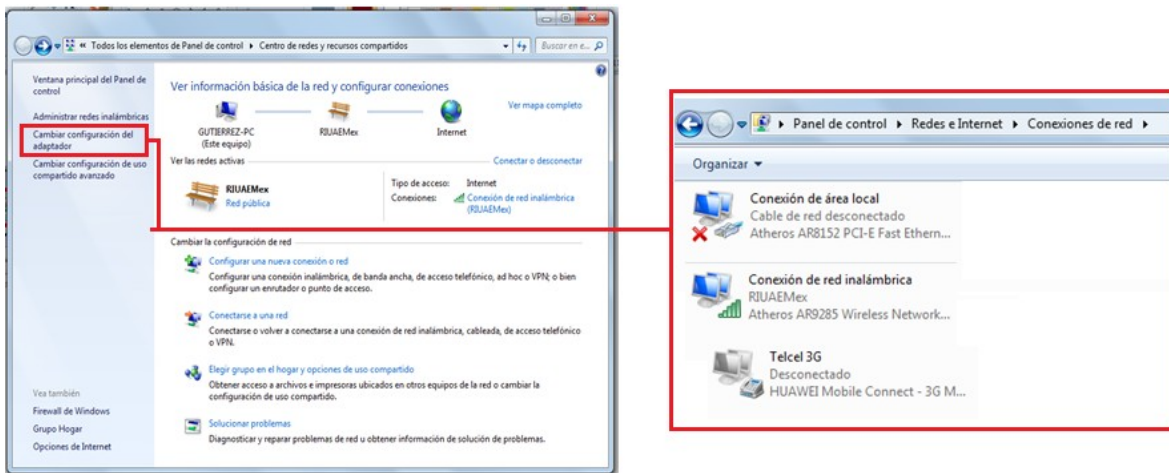 « Todos los elementos de Panel de control ▸ Centro de redes y recursos compartidos
Buscar en e...
Ventana principal del Panel de
control
Administrar redes inalámbricas
Cambiar configuración del
adaptador
Cambiar configuración de uso
compartido avanzado
Vea también
Firewall de Windows
Grupo Hogar
Opciones de Internet
Ver información básica de la red y configurar conexiones
Ver mapa completo
GUTIERREZ-PC
(Este equipo)
RIUAEMex
Internet
Ver las redes activas
Conectar o desconectar
RIUAEMex
Red pública
Tipo de acceso: Internet
Conexiones: Conexión de red inalámbrica
(RIUAEMex)
Cambiar la configuración de red
Configurar una nueva conexión o red
Configurar una conexión inalámbrica, de banda ancha, de acceso telefónico, ad hoc o VPN; o bien
configurar un enrutador o punto de acceso.
Conectarse a una red
Conectarse o volver a conectarse a una conexión de red inalámbrica, cableada, de acceso telefónico
o VPN.
Elegir grupo en el hogar y opciones de uso compartido
Obtener acceso a archivos e impresoras ubicados en otros equipos de la red o cambiar la
configuración de uso compartido.
Solucionar problemas
Diagnosticar y reparar problemas de red u obtener información de solución de problemas.
▸ Panel de control ▸ Redes e Internet ▸ Conexiones de red ▸
Organizar
Conexión de área local
Cable de red desconectado
Atheros AR8152 PCI-E Fast Ethern...
Conexión de red inalámbrica
RIUAEMex
Atheros AR9285 Wireless Network...
Telcel 3G
Desconectado
HUAWEI Mobile Connect - 3G M...